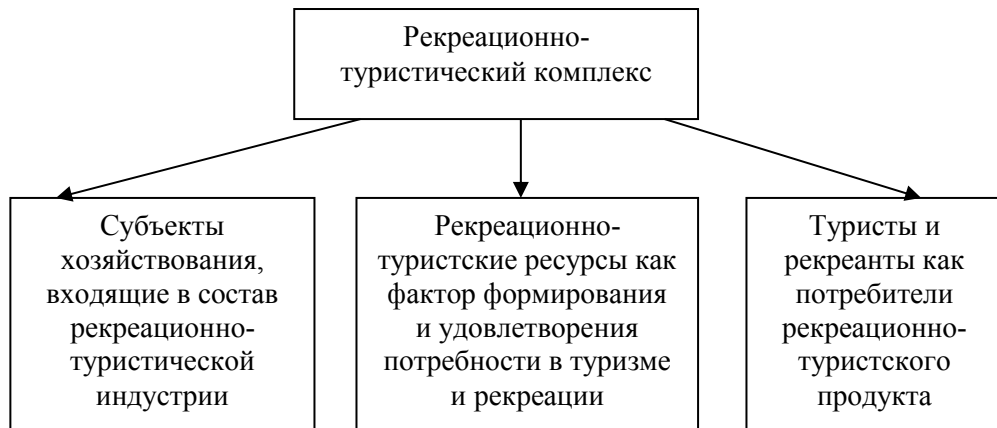 Рекреационно-
туристический комплекс
Субъекты
хозяйствования,
входящие в состав
рекреационно-
туристической
индустрии
Рекреационно-
туристские ресурсы как
фактор формирования
и удовлетворения
потребности в туризме
и рекреации
Туристы и
рекреанты как
потребители
рекреационно-
туристского
продукта